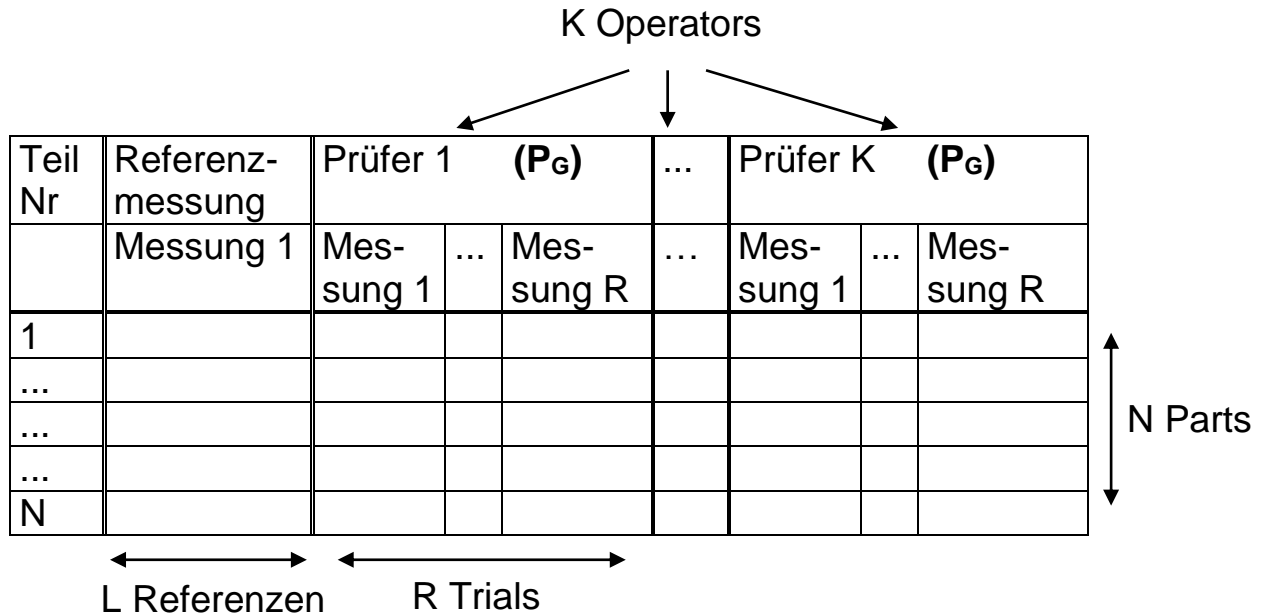 K Operators
Teil Referenz- Prüfer 1 (PG) ... Prüfer K (PG)
Nr messung
Messung 1 Mes- ... Mes- ... Mes- ... Mes-
sung 1 sung R sung 1 sung R
1
...
...
...
N
N Parts
L Referenzen R Trials